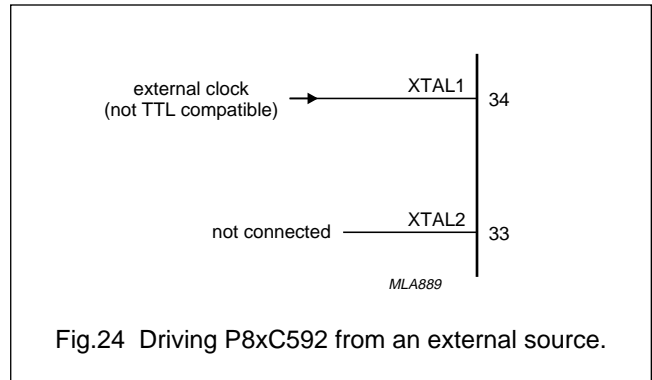 external clock
(not TTL compatible)
XTAL1
34
not connected
XTAL2
33
MLA889
Fig.24 Driving P8xC592 from an external source.